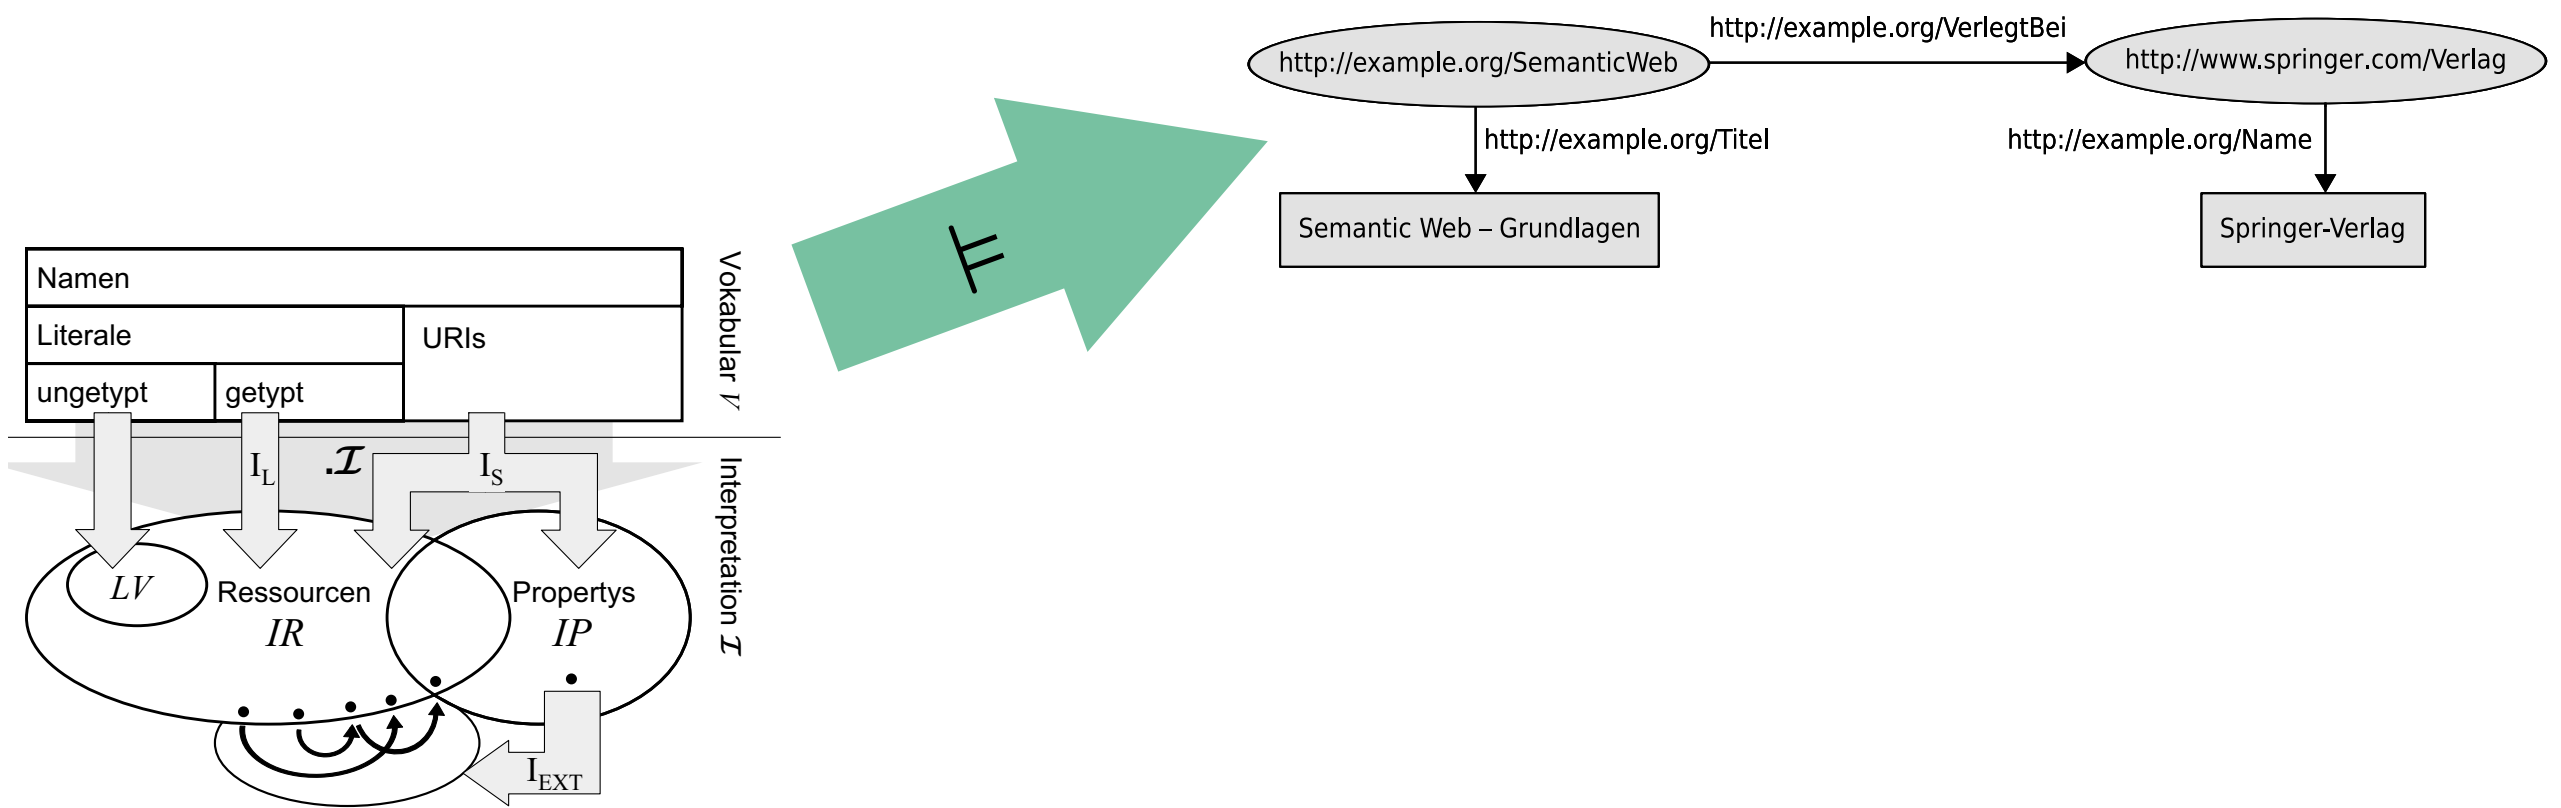 http://example.org/VerlegtBei
http://example.org/SemanticWeb
http://www.springer.com/Verlag
http://example.org/Titel
http://example.org/Name
Semantic Web – Grundlagen
Springer-Verlag
⊨
Namen
Literale
URIs
ungetypt
getypt
Vokabular V
I_L
.I
I_S
Interpretation I
LV
Ressourcen
IR
Propertys
IP
I_EXT